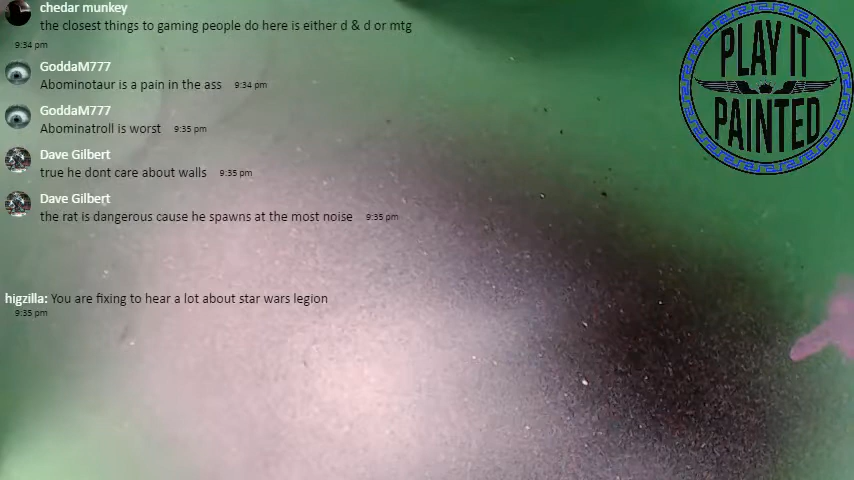 chedar munkey
the closest things to gaming people do here is either d & d or mtg
9:34 pm
GoddaM777
Abominotaur is a pain in the ass 9:34 pm
GoddaM777
Abominatroll is worst 9:35 pm
Dave Gilbert
true he dont care about walls 9:35 pm
Dave Gilbert
the rat is dangerous cause he spawns at the most noise 9:35 pm
higzilla: You are fixing to hear a lot about star wars legion
9:35 pm
PLAY IT
PAINTED